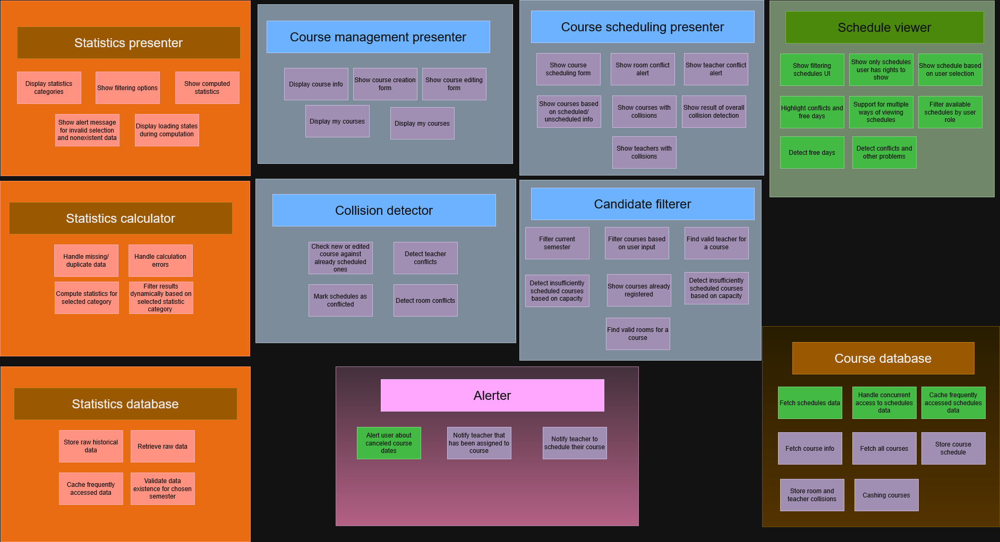 Statistics presenter
Display statistics
categories
Show filtering options
Show computed
statistics
Show alert message
for invalid selection
and nonexistent data
Display loading states
during computation
Course management presenter
Display course info
Show course creation
form
Show course editing
form
Display my courses
Display my courses
Course scheduling presenter
Show course
scheduling form
Show room conflict
alert
Show teacher conflict
alert
Show courses based
on scheduled/
unscheduled info
Show courses with
collisions
Show result of overall
collision detection
Show teachers with
collisions
Schedule viewer
Show filtering
schedules UI
Show only schedules
user has rights to
show
Show schedule based
on user selection
Highlight conflicts and
free days
Support for multiple
ways of viewing
schedules
Filter available
schedules by user
role
Detect free days
Detect conflicts and
other problems
Statistics calculator
Handle missing/
duplicate data
Handle calculation
errors
Compute statistics for
selected category
Filter results
dynamically based on
selected statistic
category
Collision detector
Check new or edited
course against
already scheduled
ones
Detect teacher
conflicts
Mark schedules as
conflicted
Detect room conflicts
Candidate filterer
Filter current
semester
Filter courses based
on user input
Find valid teacher for
a course
Detect insufficiently
scheduled courses
based on capacity
Show courses already
registered
Detect insufficiently
scheduled courses
based on capacity
Find valid rooms for a
course
Statistics database
Store raw historical
data
Retrieve raw data
Cache frequently
accessed data
Validate data
existence for chosen
semester
Alerter
Alert user about
canceled course
dates
Notify teacher that
has been assigned to
course
Notify teacher to
schedule their course
Course database
Fetch schedules data
Handle concurrent
access to schedules
data
Cache frequently
accessed schedules
data
Fetch course info
Fetch all courses
Store course
schedule
Store room and
teacher collisions
Cashing courses